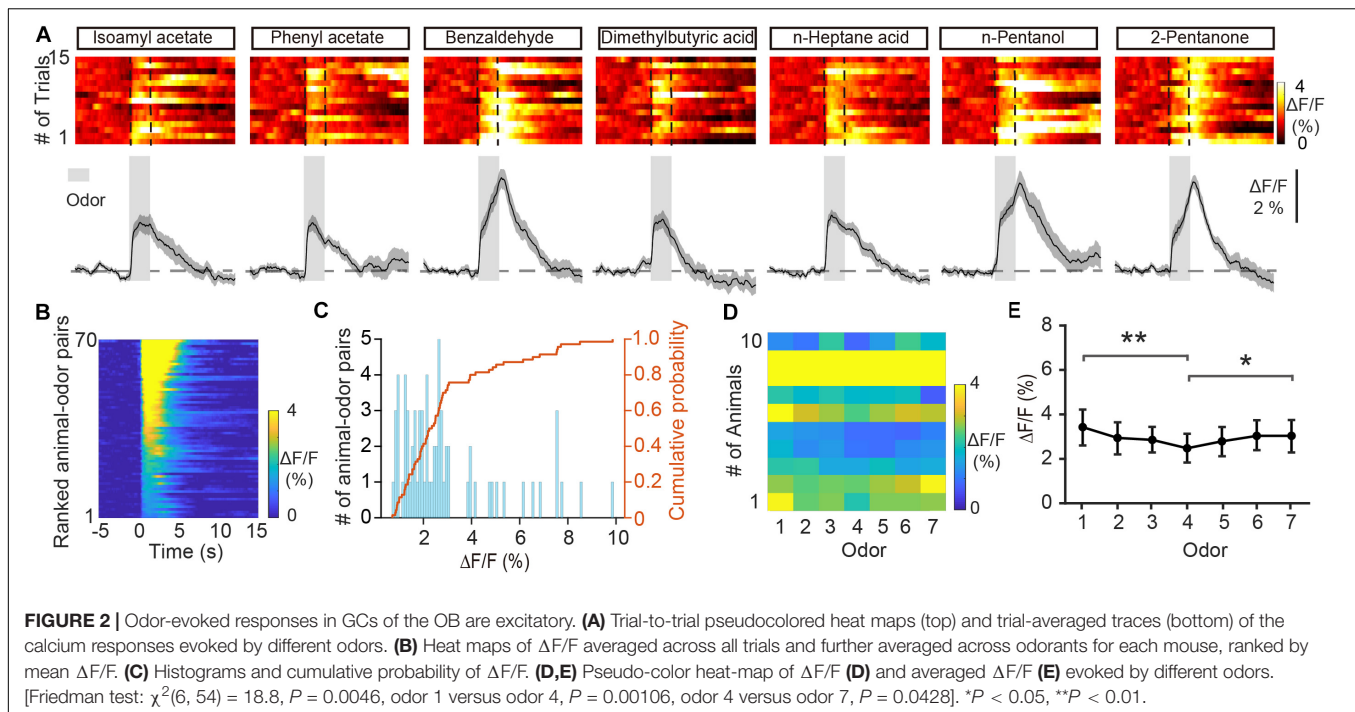 A
Isoamyl acetate
Phenyl acetate
Benzaldehyde
Dimethylbutyric acid
n-Heptane acid
n-Pentanol
2-Pentanone
# of Trials
15
1
4
ΔF/F
(%)
0
Odor
ΔF/F
2 %
B
Ranked animal-odor pairs
70
1
-5 0 5 10 15
Time (s)
4
ΔF/F
(%)
0
C
# of animal-odor pairs
5
4
3
2
1
0
2 4 6 8 10
ΔF/F (%)
1.0
0.8
0.6
0.4
0.2
0
Cumulative probability
D
# of Animals
10
1
1 2 3 4 5 6 7
Odor
4
ΔF/F
(%)
0
E
ΔF/F (%)
8
6
4
2
0
** *
1 2 3 4 5 6 7
Odor
FIGURE 2 | Odor-evoked responses in GCs of the OB are excitatory. (A) Trial-to-trial pseudocolored heat maps (top) and trial-averaged traces (bottom) of the
calcium responses evoked by different odors. (B) Heat maps of ΔF/F averaged across all trials and further averaged across odorants for each mouse, ranked by
mean ΔF/F. (C) Histograms and cumulative probability of ΔF/F. (D,E) Pseudo-color heat-map of ΔF/F (D) and averaged ΔF/F (E) evoked by different odors.
[Friedman test: χ²(6, 54) = 18.8, P = 0.0046, odor 1 versus odor 4, P = 0.00106, odor 4 versus odor 7, P = 0.0428]. *P < 0.05, **P < 0.01.